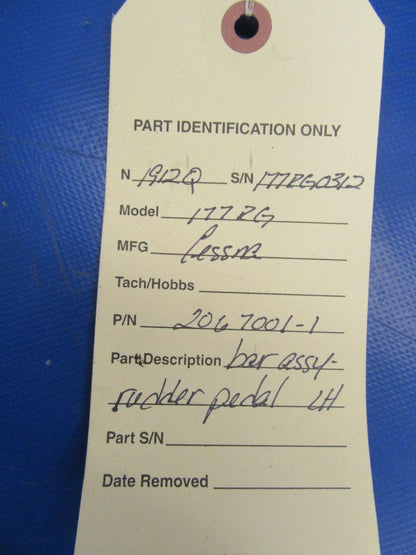 PART IDENTIFICATION ONLY
N 1912Q S/N 177RG0312
Model 177RG
MFG Cessna
Tach/Hobbs
P/N 2067001-1
Part Description bar assy-
rudder pedal LH
Part S/N
Date Removed